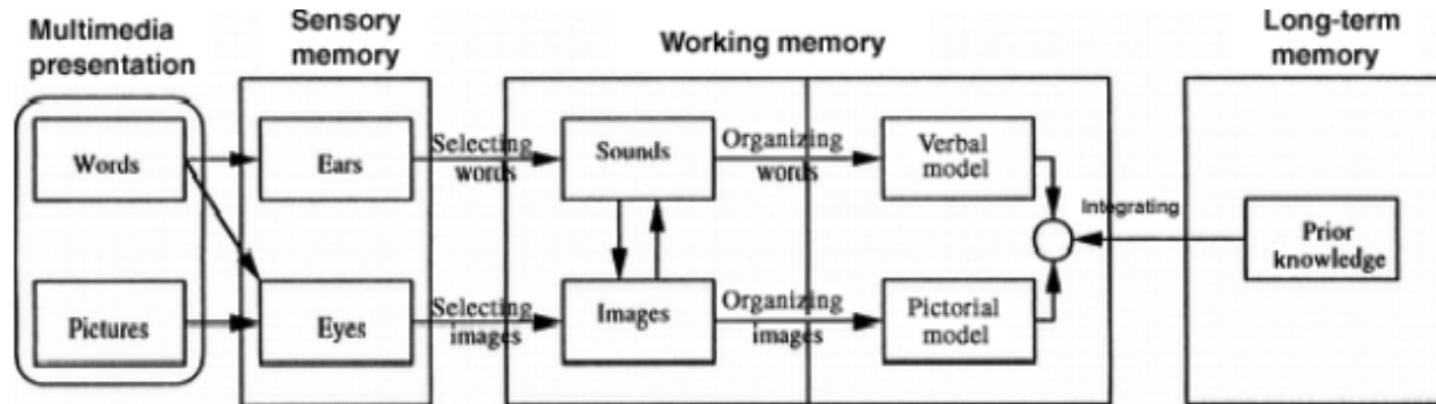 Multimedia
presentation
Sensory
memory
Working memory
Long-term
memory
Words
Pictures
Ears
Eyes
Selecting
words
Selecting
images
Sounds
Images
Organizing
words
Organizing
images
Verbal
model
Pictorial
model
Integrating
Prior
knowledge